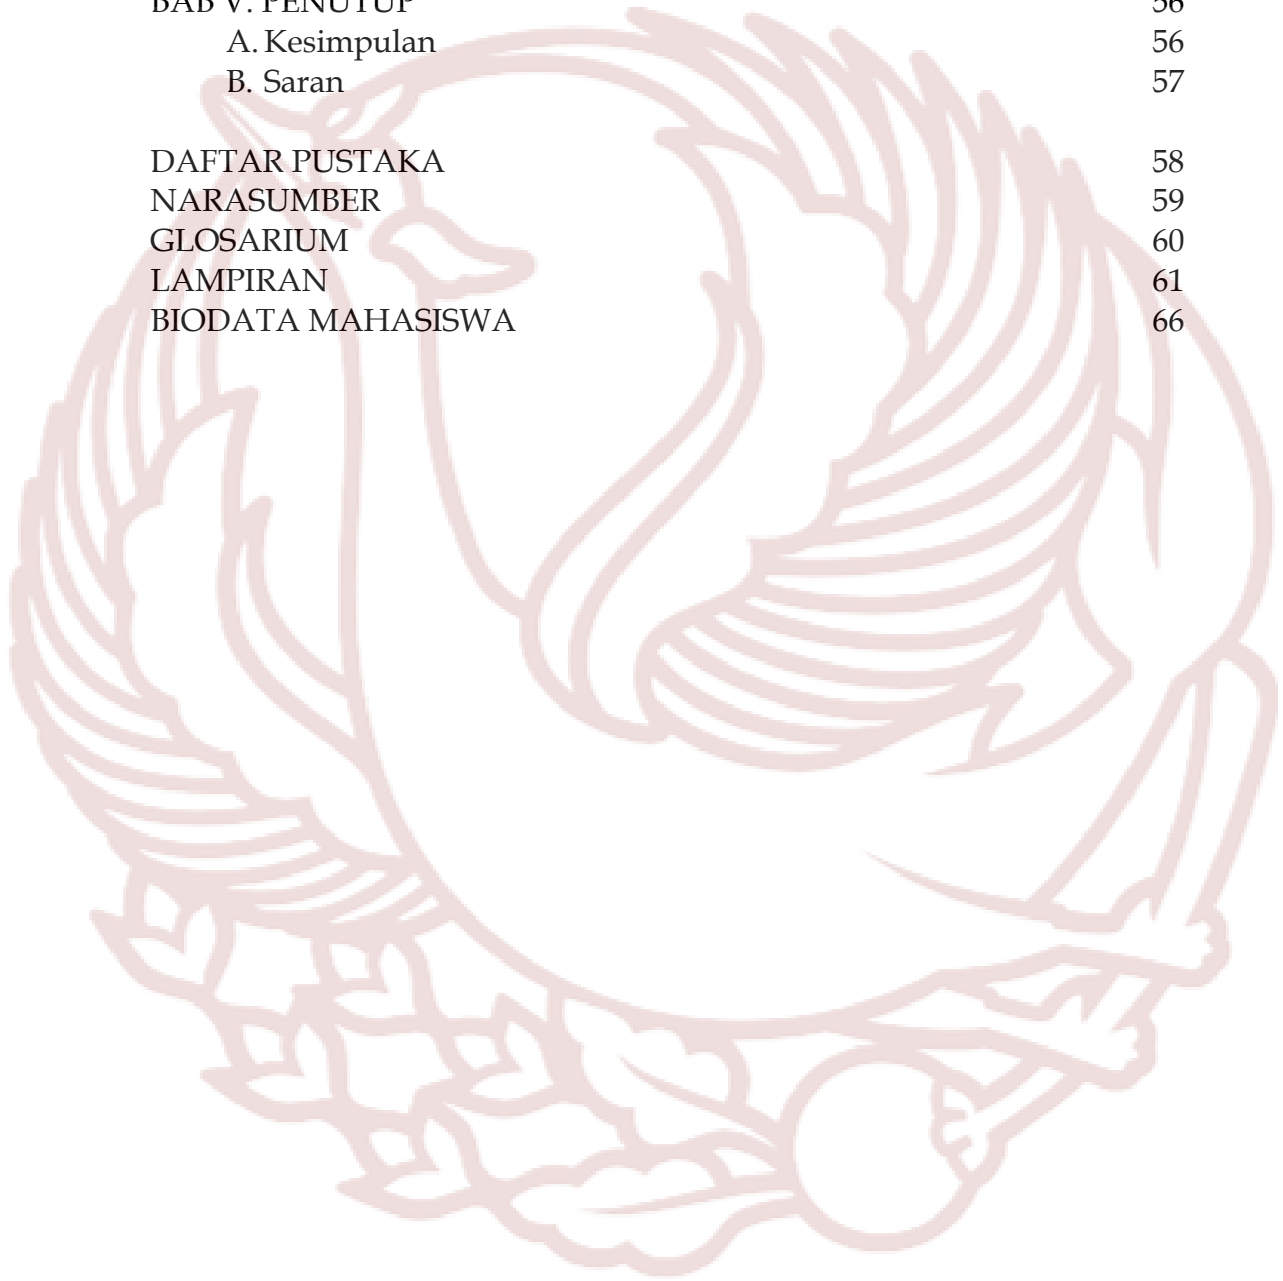 BAB V. PENUTUP 56
A. Kesimpulan 56
B. Saran 57
DAFTAR PUSTAKA 58
NARASUMBER 59
GLOSARIUM 60
LAMPIRAN 61
BIODATA MAHASISWA 66